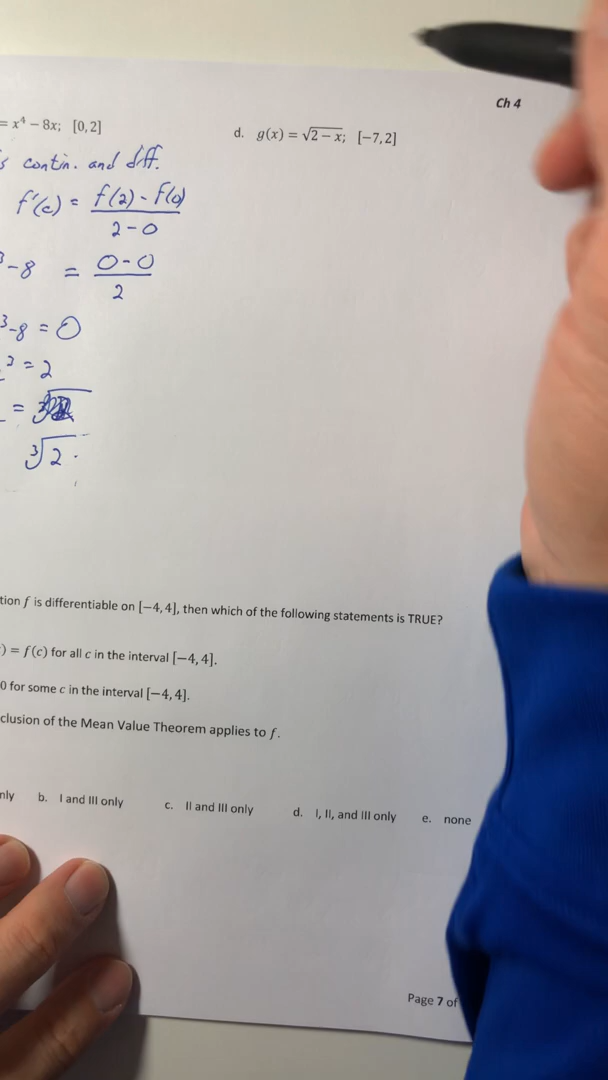 Ch 4
= x⁴ − 8x; [0, 2]
d. g(x) = √2 − x; [−7, 2]
contin. and diff.
f'(c) = f(2) - f(0)
2 - 0
³-8 = 0-0
2
³-8 = 0
³ = 2
= ³
³√2
tion f is differentiable on [−4, 4], then which of the following statements is TRUE?
) = f(c) for all c in the interval [−4, 4].
0 for some c in the interval [−4, 4].
clusion of the Mean Value Theorem applies to f.
nly b. I and III only c. II and III only d. I, II, and III only e. none
Page 7 of